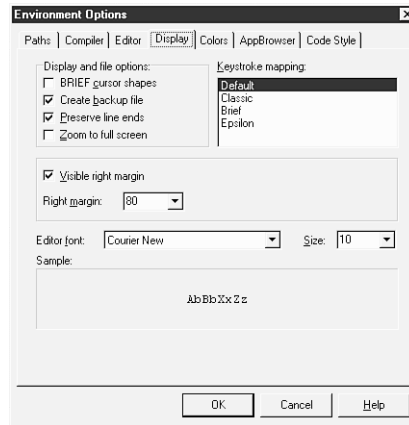 Environment Options
Paths Compiler Editor Display Colors AppBrowser Code Style
Display and file options:
BRIEF cursor shapes
Create backup file
Preserve line ends
Zoom to full screen
Keystroke mapping:
Default
Classic
Brief
Epsilon
Visible right margin
Right margin: 80
Editor font: Courier New Size: 10
Sample:
AbBbXxZz
OK Cancel Help